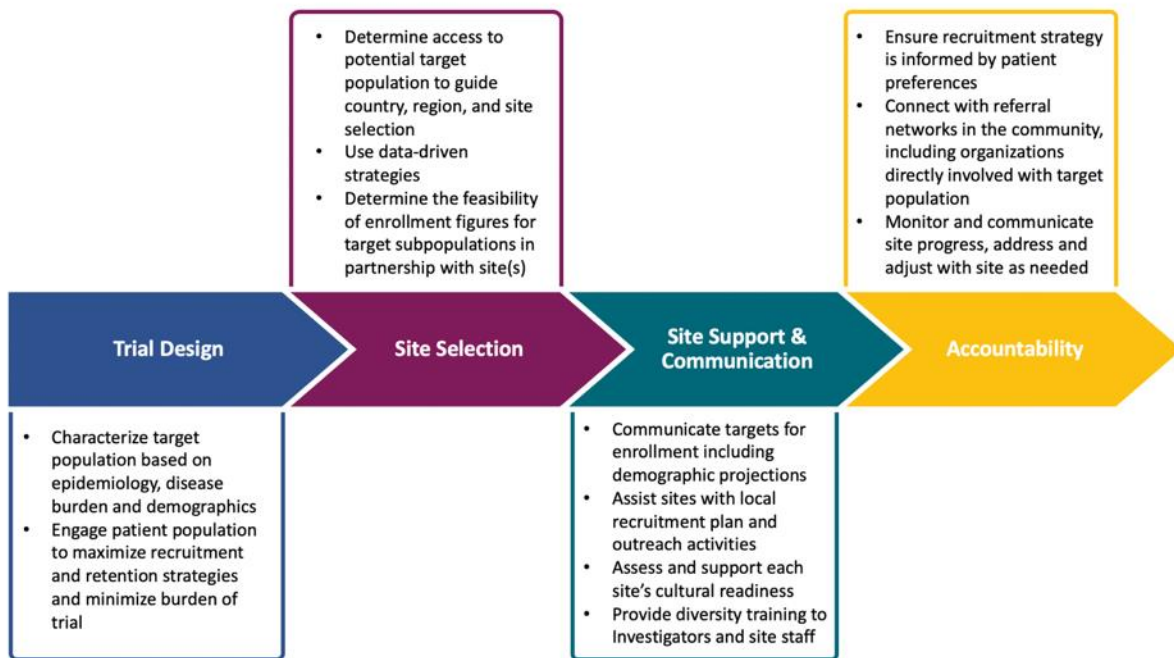 • Determine access to
potential target
population to guide
country, region, and site
selection
• Use data-driven
strategies
• Determine the feasibility
of enrollment figures for
target subpopulations in
partnership with site(s)
• Ensure recruitment strategy
is informed by patient
preferences
• Connect with referral
networks in the community,
including organizations
directly involved with target
population
• Monitor and communicate
site progress, address and
adjust with site as needed
Trial Design
Site Selection
Site Support &
Communication
Accountability
• Characterize target
population based on
epidemiology, disease
burden and demographics
• Engage patient population
to maximize recruitment
and retention strategies
and minimize burden of
trial
• Communicate targets for
enrollment including
demographic projections
• Assist sites with local
recruitment plan and
outreach activities
• Assess and support each
site's cultural readiness
• Provide diversity training to
Investigators and site staff